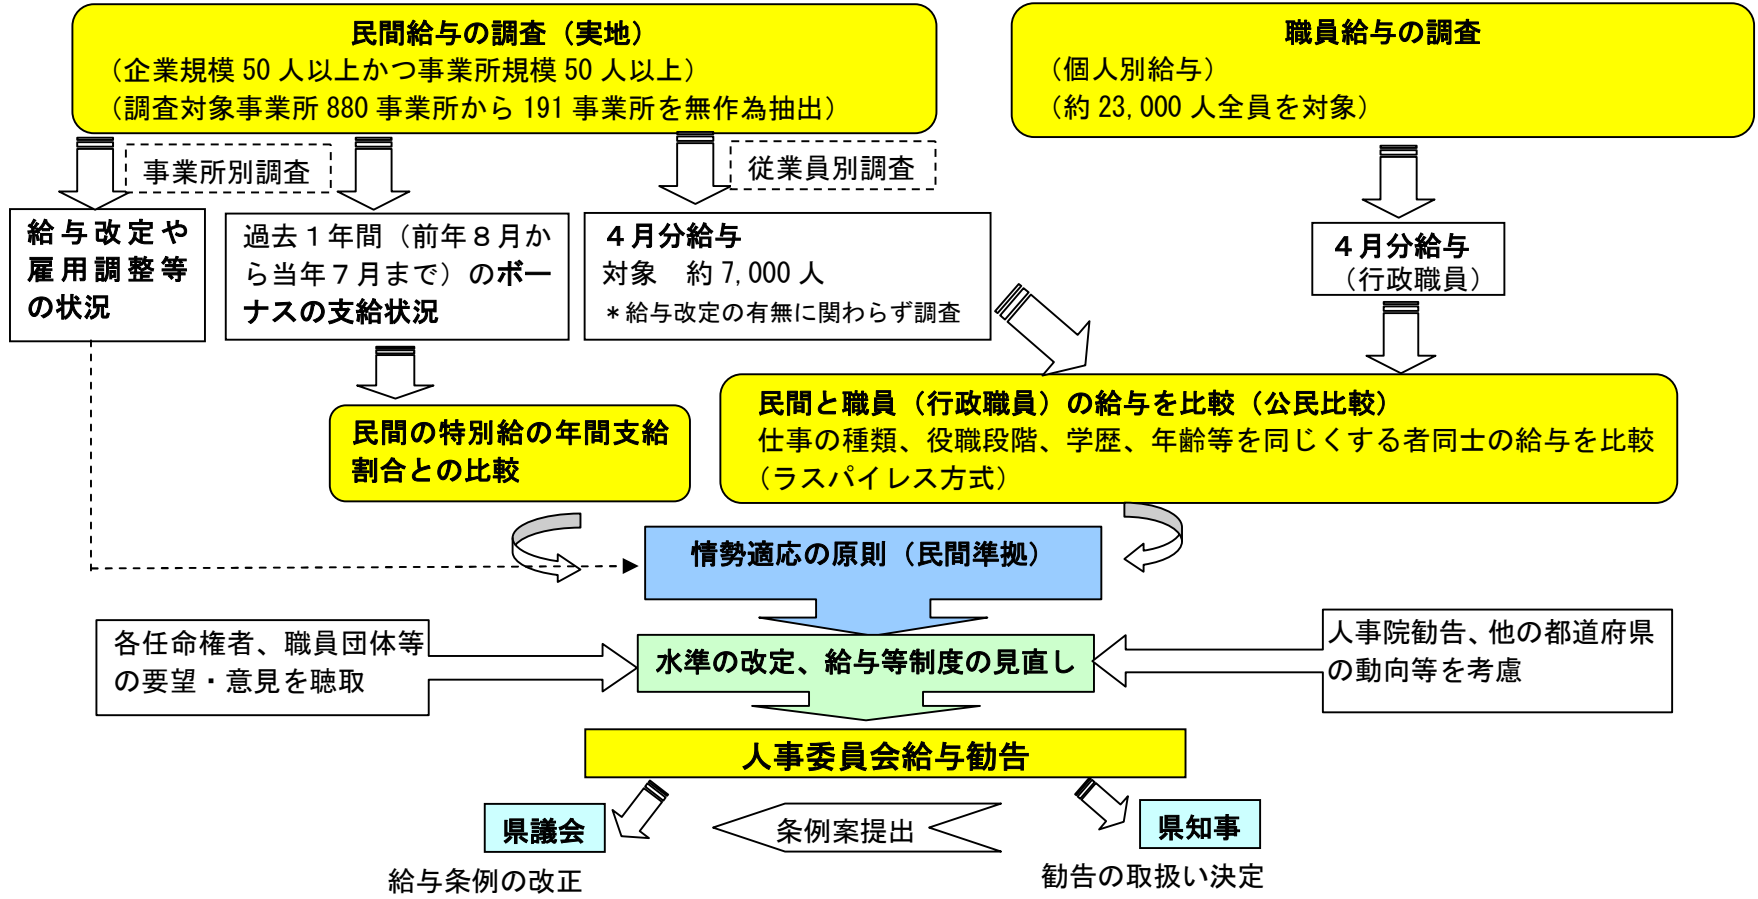 民間給与の調査（実地）
（企業規模 50 人以上かつ事業所規模 50 人以上）
（調査対象事業所 880 事業所から 191 事業所を無作為抽出）
職員給与の調査
（個人別給与）
（約 23,000 人全員を対象）
事業所別調査
従業員別調査
給与改定や
雇用調整等
の状況
過去１年間（前年８月か
ら当年７月まで）のボー
ナスの支給状況
４月分給与
対象　約 7,000 人
＊給与改定の有無に関わらず調査
４月分給与
（行政職員）
民間の特別給の年間支給
割合との比較
民間と職員（行政職員）の給与を比較（公民比較）
仕事の種類、役職段階、学歴、年齢等を同じくする者同士の給与を比較
（ラスパイレス方式）
情勢適応の原則（民間準拠）
各任命権者、職員団体等
の要望・意見を聴取
水準の改定、給与等制度の見直し
人事院勧告、他の都道府県
の動向等を考慮
人事委員会給与勧告
県議会
条例案提出
県知事
給与条例の改正
勧告の取扱い決定